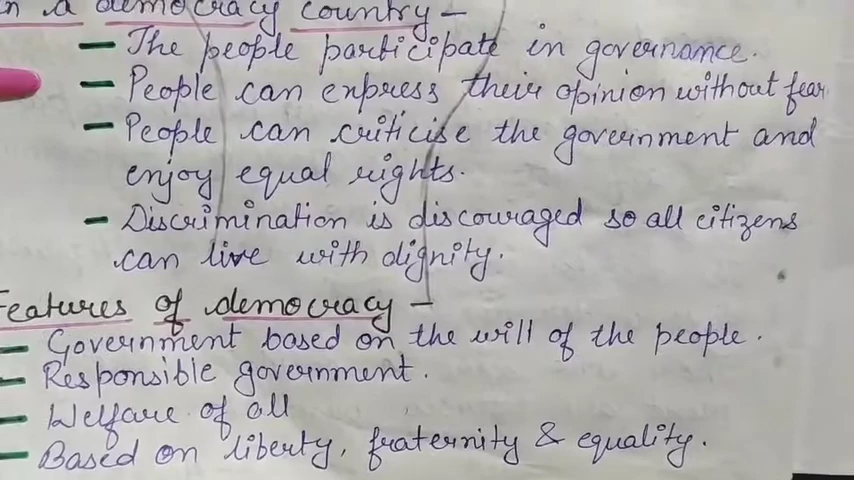 in a democracy country -
- The people participate in governance.
- People can express their opinion without fear
- People can criticise the government and
enjoy equal rights.
- Discrimination is discouraged so all citizens
can live with dignity.
Features of democracy -
- Government based on the will of the people.
- Responsible government.
- Welfare of all
- Based on liberty, fraternity & equality.